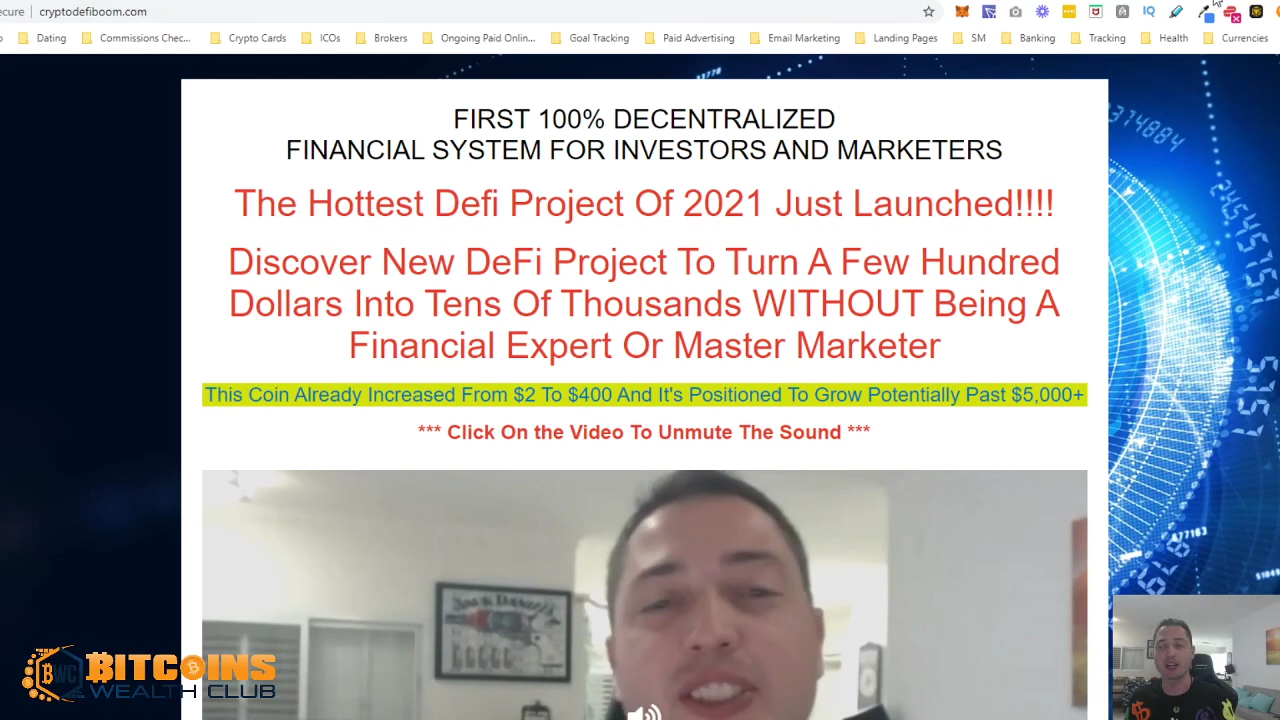 ecure cryptodefiboom.com
Dating Commissions Chec... Crypto Cards ICOs Brokers Ongoing Paid Onlin... Goal Tracking Paid Advertising Email Marketing Landing Pages SM Banking Tracking Health Currencies
FIRST 100% DECENTRALIZED
FINANCIAL SYSTEM FOR INVESTORS AND MARKETERS
The Hottest Defi Project Of 2021 Just Launched!!!!
Discover New DeFi Project To Turn A Few Hundred
Dollars Into Tens Of Thousands WITHOUT Being A
Financial Expert Or Master Marketer
This Coin Already Increased From $2 To $400 And It's Positioned To Grow Potentially Past $5,000+
*** Click On the Video To Unmute The Sound ***
JACK DANIEL'S
BWC
BITCOINS
WEALTH CLUB